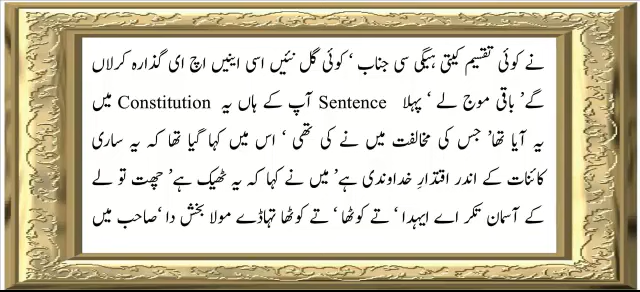 نے کوئی تقسیم کیتی ہیگی سی جناب ‘ کوئی گل نئیں اسی اینیں اچ ای گذارہ کرلاں
گے’ باقی موج لے ‘ پہلا Sentence آپ کے ہاں یہ Constitution میں
یہ آیا تھا’ جس کی مخالفت میں نے کی تھی ‘ اس میں کہا گیا تھا کہ یہ ساری
کائنات کے اندر اقتدارِ خداوندی ہے’ میں نے کہا کہ یہ ٹھیک ہے’ چھت تو لے
کے آسمان تکر اے ایہدا ‘ تے کوٹھا ‘ تے کوٹھا تہاڈے مولا بخش دا ‘صاحب میں